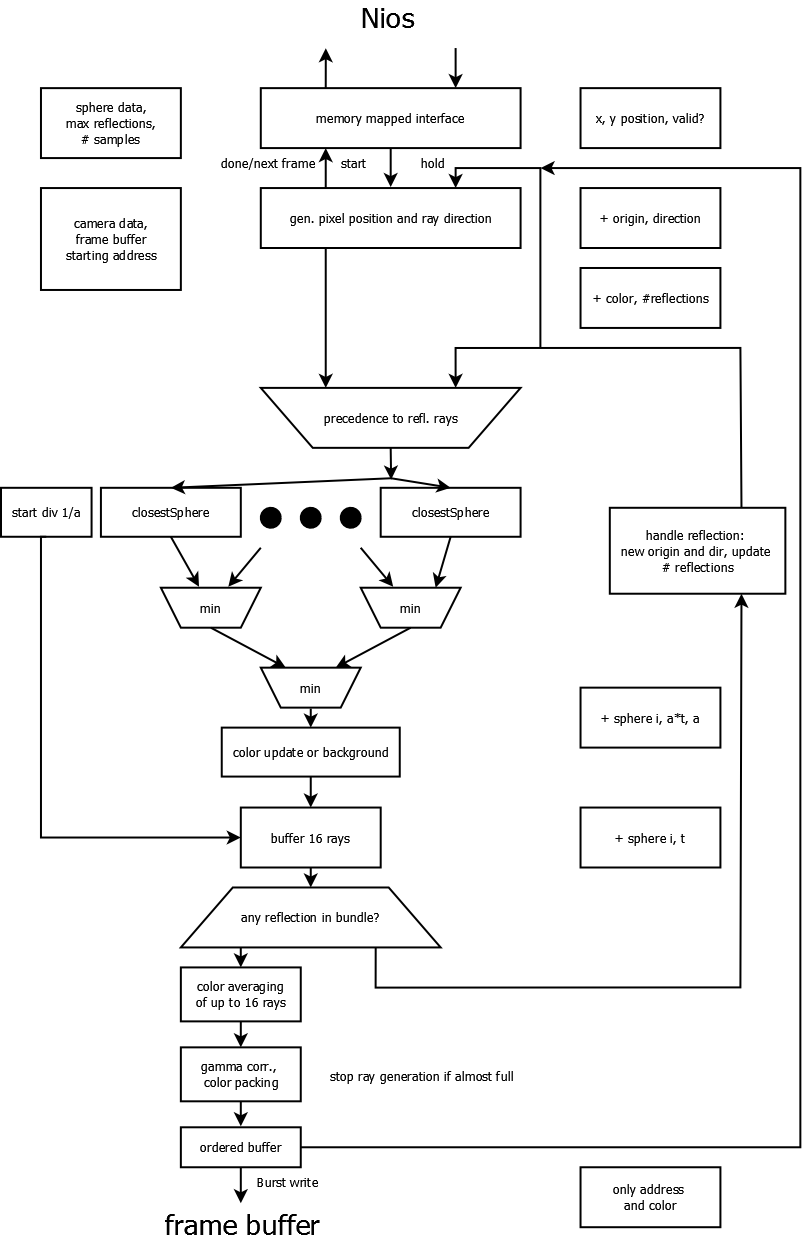 Nios
sphere data,
max reflections,
# samples
memory mapped interface
x, y position, valid?
done/next frame
start
hold
camera data,
frame buffer
starting address
gen. pixel position and ray direction
+ origin, direction
+ color, #reflections
precedence to refl. rays
start div 1/a
closestSphere
closestSphere
handle reflection:
new origin and dir, update
# reflections
min
min
min
+ sphere i, a*t, a
color update or background
buffer 16 rays
+ sphere i, t
any reflection in bundle?
color averaging
of up to 16 rays
gamma corr.,
color packing
stop ray generation if almost full
ordered buffer
Burst write
only address
and color
frame buffer